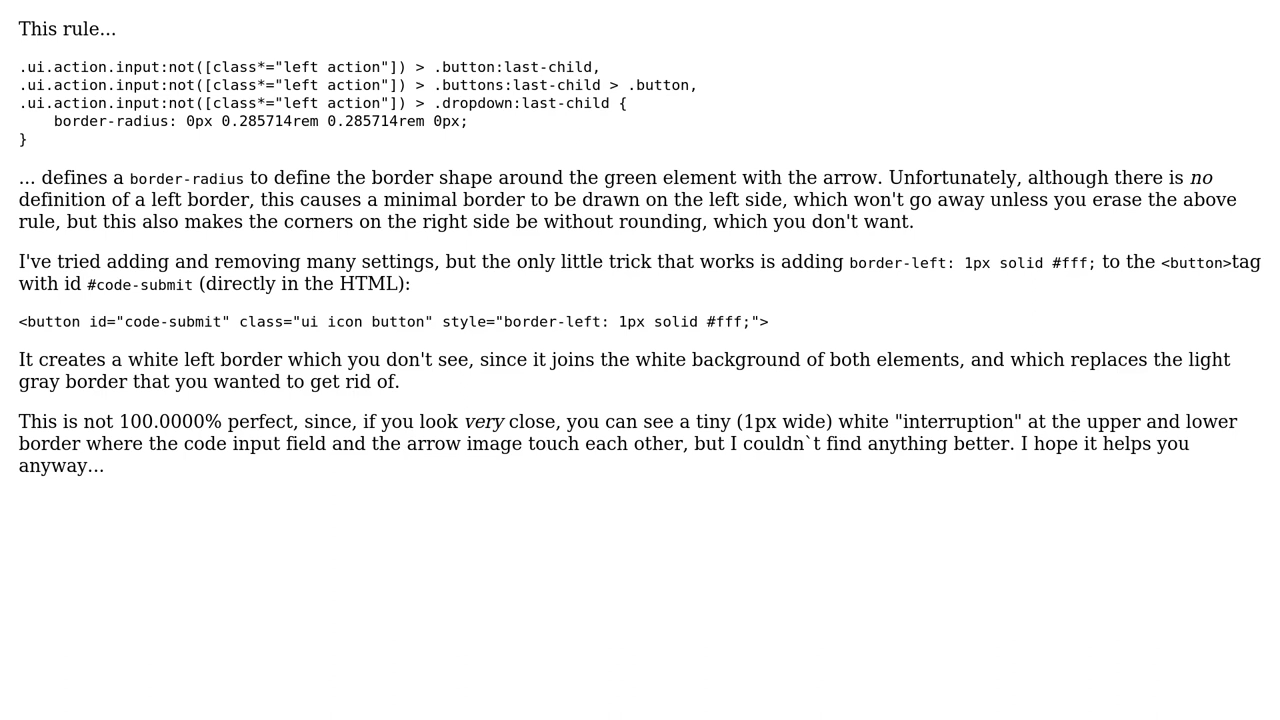 This rule...
.ui.action.input:not([class*="left action"]) > .button:last-child,
.ui.action.input:not([class*="left action"]) > .buttons:last-child > .button,
.ui.action.input:not([class*="left action"]) > .dropdown:last-child {
    border-radius: 0px 0.285714rem 0.285714rem 0px;
}
... defines a border-radius to define the border shape around the green element with the arrow. Unfortunately, although there is no
definition of a left border, this causes a minimal border to be drawn on the left side, which won't go away unless you erase the above
rule, but this also makes the corners on the right side be without rounding, which you don't want.
I've tried adding and removing many settings, but the only little trick that works is adding border-left: 1px solid #fff; to the <button>tag
with id #code-submit (directly in the HTML):
<button id="code-submit" class="ui icon button" style="border-left: 1px solid #fff;">
It creates a white left border which you don't see, since it joins the white background of both elements, and which replaces the light
gray border that you wanted to get rid of.
This is not 100.0000% perfect, since, if you look very close, you can see a tiny (1px wide) white "interruption" at the upper and lower
border where the code input field and the arrow image touch each other, but I couldn`t find anything better. I hope it helps you
anyway...